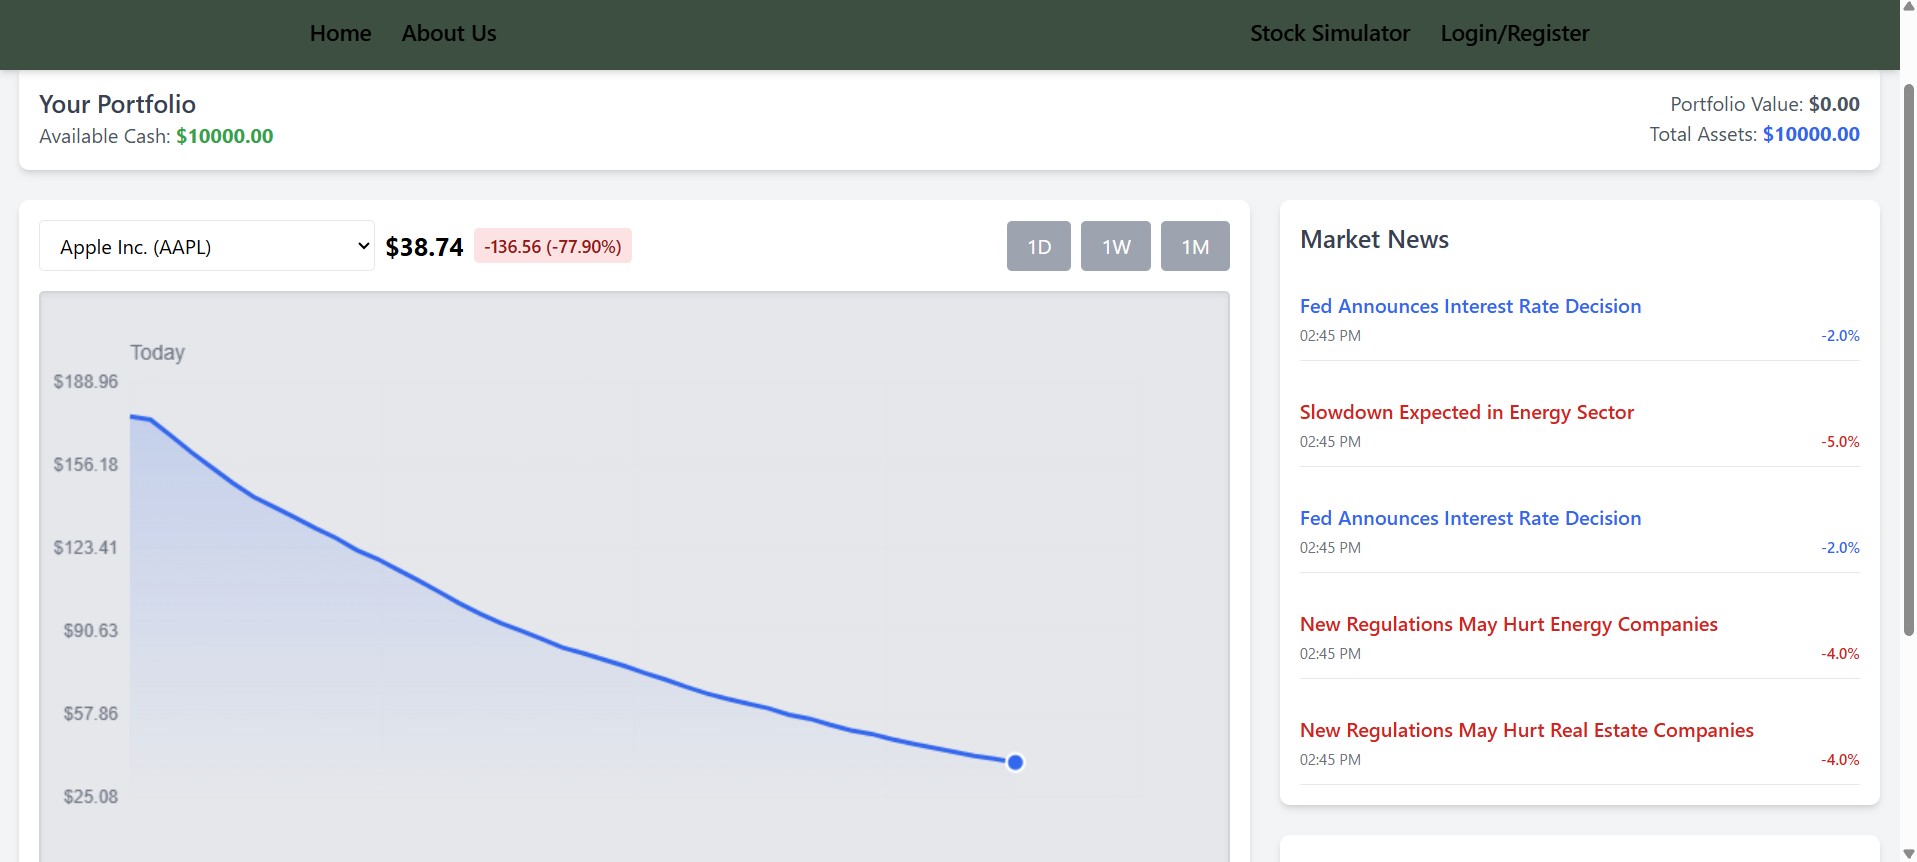 Home About Us Stock Simulator Login/Register
Your Portfolio
Available Cash: $10000.00
Portfolio Value: $0.00
Total Assets: $10000.00
Apple Inc. (AAPL) $38.74 -136.56 (-77.90%) 1D 1W 1M
Today
$188.96
$156.18
$123.41
$90.63
$57.86
$25.08
Market News
Fed Announces Interest Rate Decision
02:45 PM -2.0%
Slowdown Expected in Energy Sector
02:45 PM -5.0%
Fed Announces Interest Rate Decision
02:45 PM -2.0%
New Regulations May Hurt Energy Companies
02:45 PM -4.0%
New Regulations May Hurt Real Estate Companies
02:45 PM -4.0%